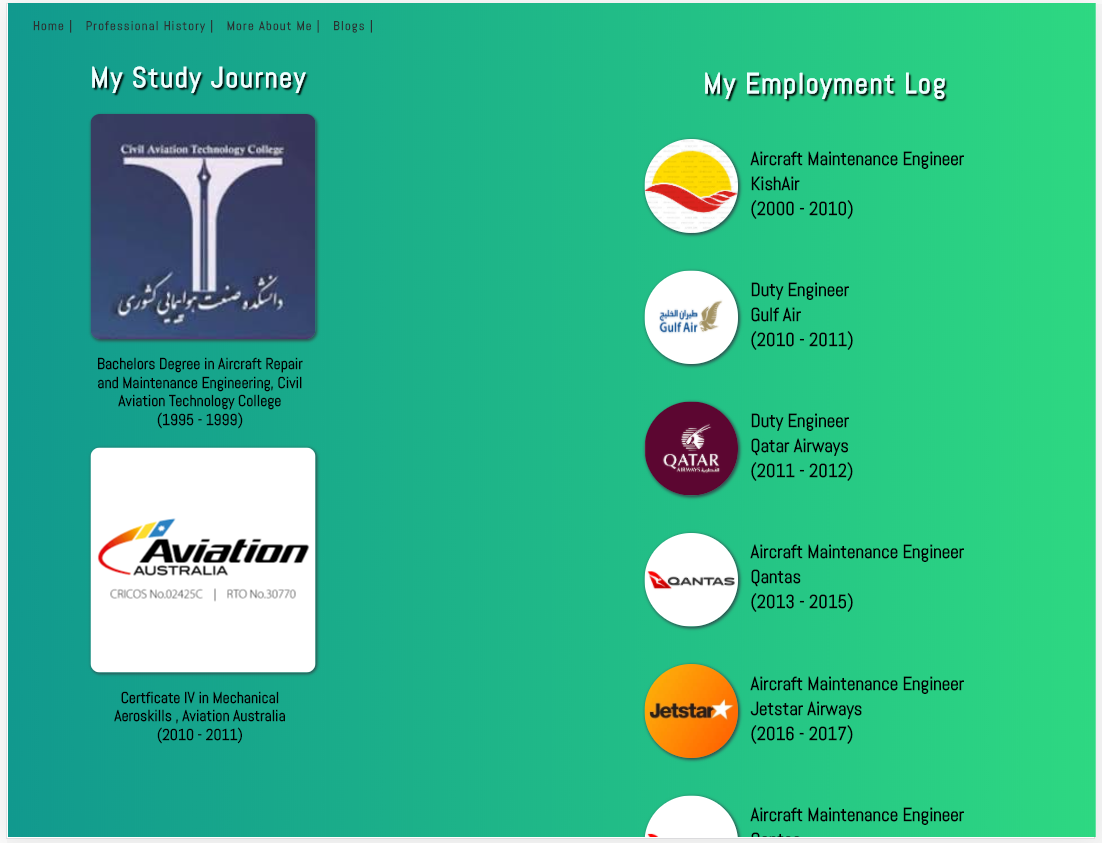 Home |   Professional History |   More About Me |   Blogs |
My Study Journey
Civil Aviation Technology College
دانشکده صنعت هواپیمایی کشوری
Bachelors Degree in Aircraft Repair
and Maintenance Engineering, Civil
Aviation Technology College
(1995 - 1999)
Aviation
AUSTRALIA
CRICOS No.02425C | RTO No.30770
Certficate IV in Mechanical
Aeroskills , Aviation Australia
(2010 - 2011)
My Employment Log
Aircraft Maintenance Engineer
KishAir
(2000 - 2010)
طيران الخليج
Gulf Air
Duty Engineer
Gulf Air
(2010 - 2011)
QATAR
AIRWAYS القطرية
Duty Engineer
Qatar Airways
(2011 - 2012)
QANTAS
Aircraft Maintenance Engineer
Qantas
(2013 - 2015)
Jetstar
Aircraft Maintenance Engineer
Jetstar Airways
(2016 - 2017)
Aircraft Maintenance Engineer